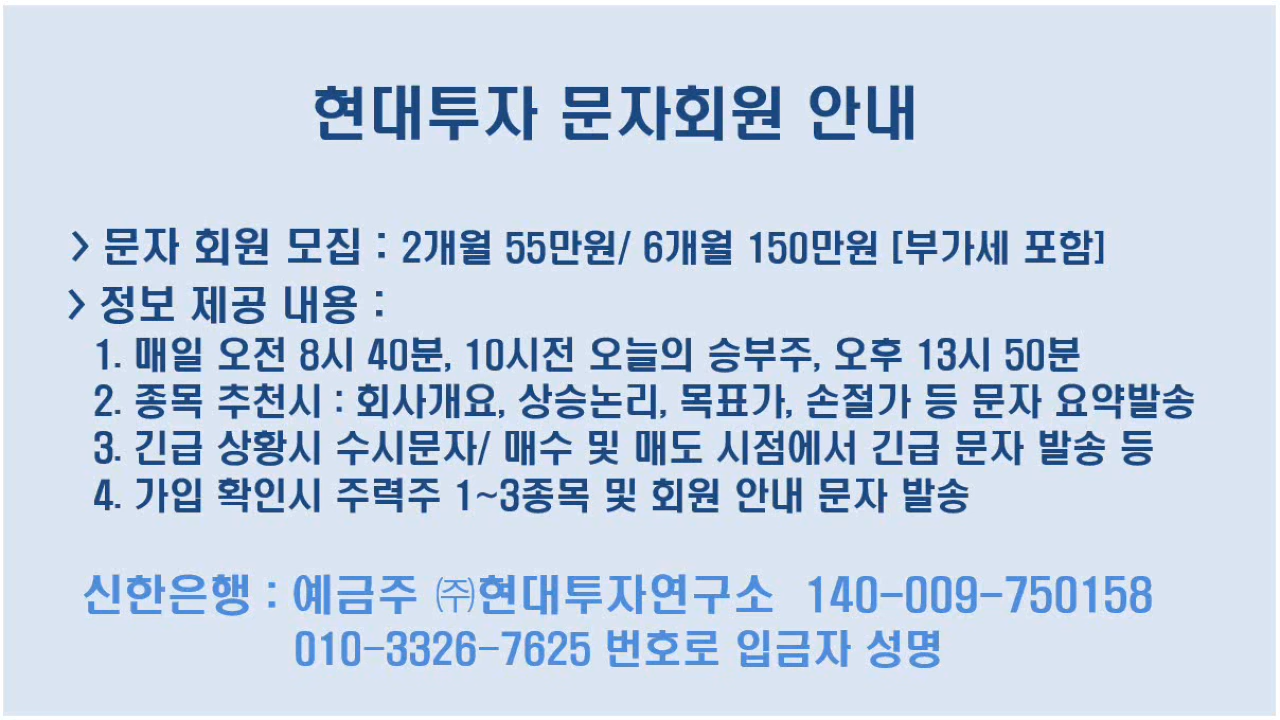 현대투자 문자회원 안내
> 문자 회원 모집 : 2개월 55만원/ 6개월 150만원 [부가세 포함]
> 정보 제공 내용 :
1. 매일 오전 8시 40분, 10시전 오늘의 승부주, 오후 13시 50분
2. 종목 추천시 : 회사개요, 상승논리, 목표가, 손절가 등 문자 요약발송
3. 긴급 상황시 수시문자/ 매수 및 매도 시점에서 긴급 문자 발송 등
4. 가입 확인시 주력주 1~3종목 및 회원 안내 문자 발송
신한은행 : 예금주 ㈜현대투자연구소 140-009-750158
010-3326-7625 번호로 입금자 성명